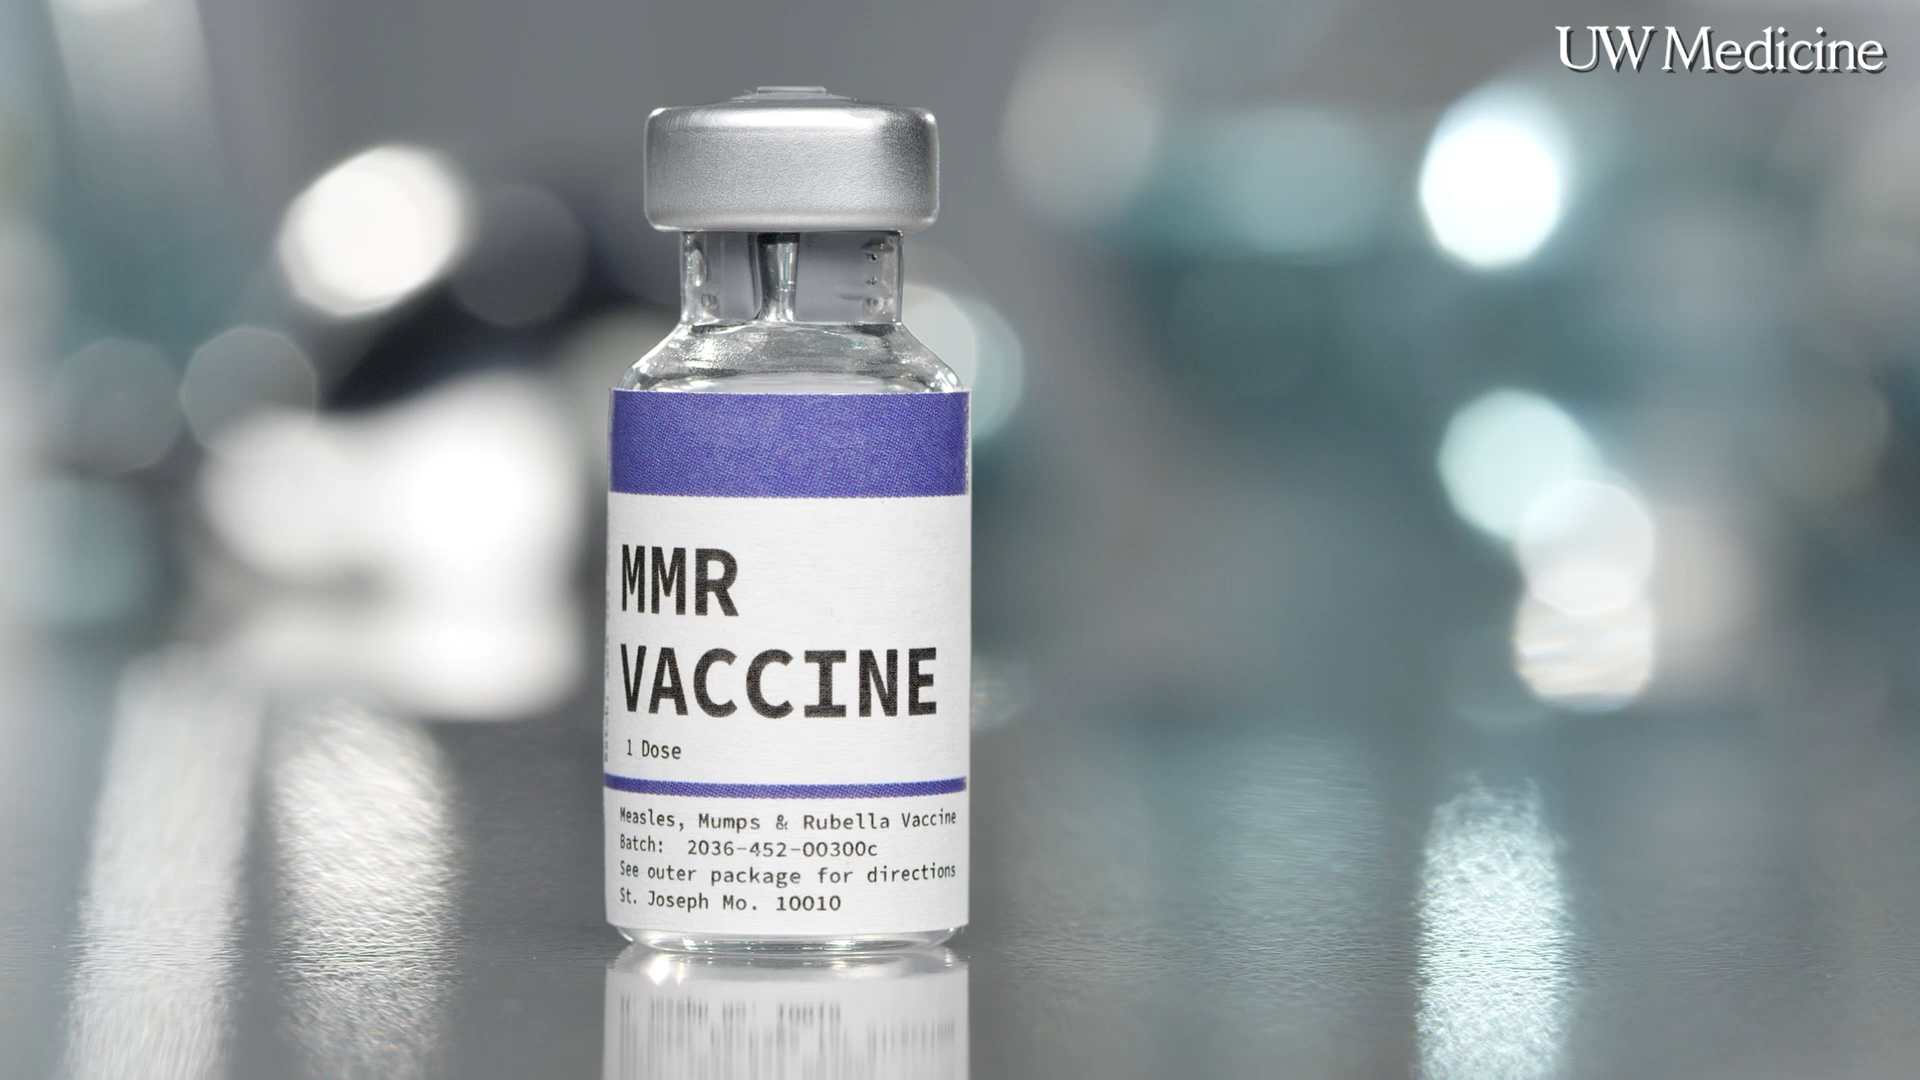 UW Medicine
MMR
VACCINE
1 Dose
Measles, Mumps & Rubella Vaccine
Batch: 2036-452-00300c
See outer package for directions
St. Joseph Mo. 10010